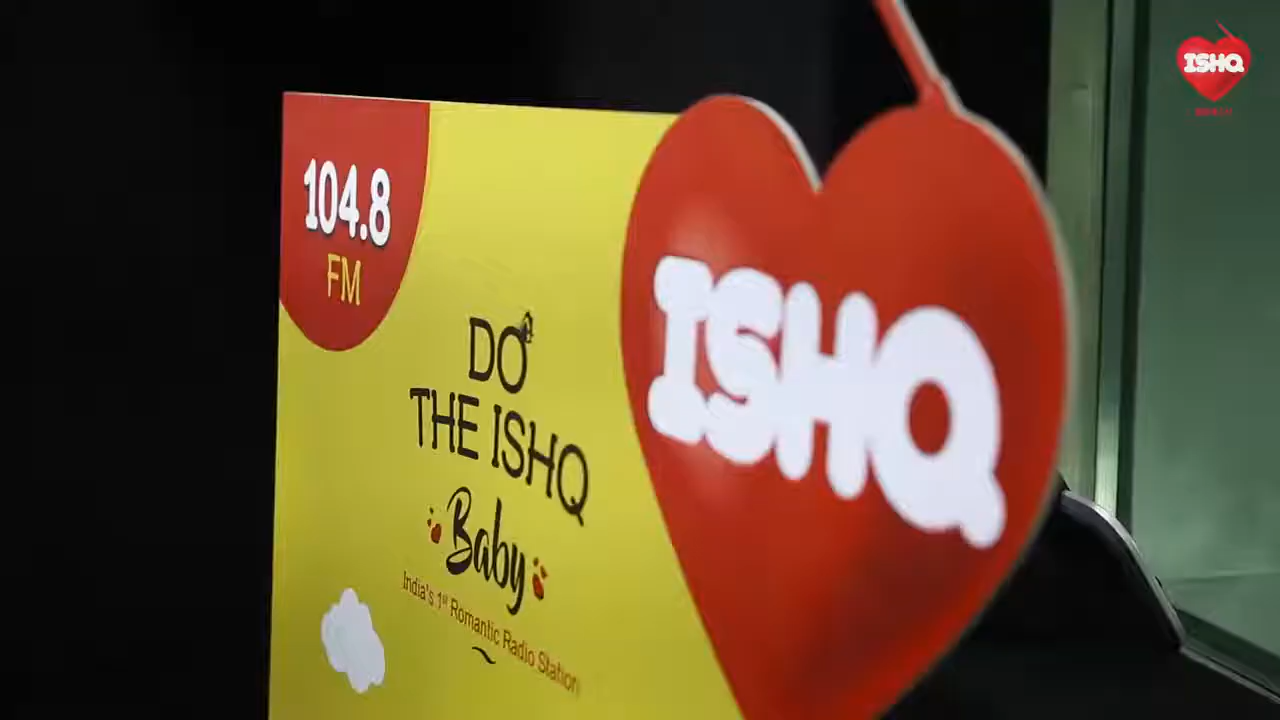 104.8
FM
DO
THE ISHQ
Baby
India's 1st Romantic Radio Station
ISHQ
ISHQ